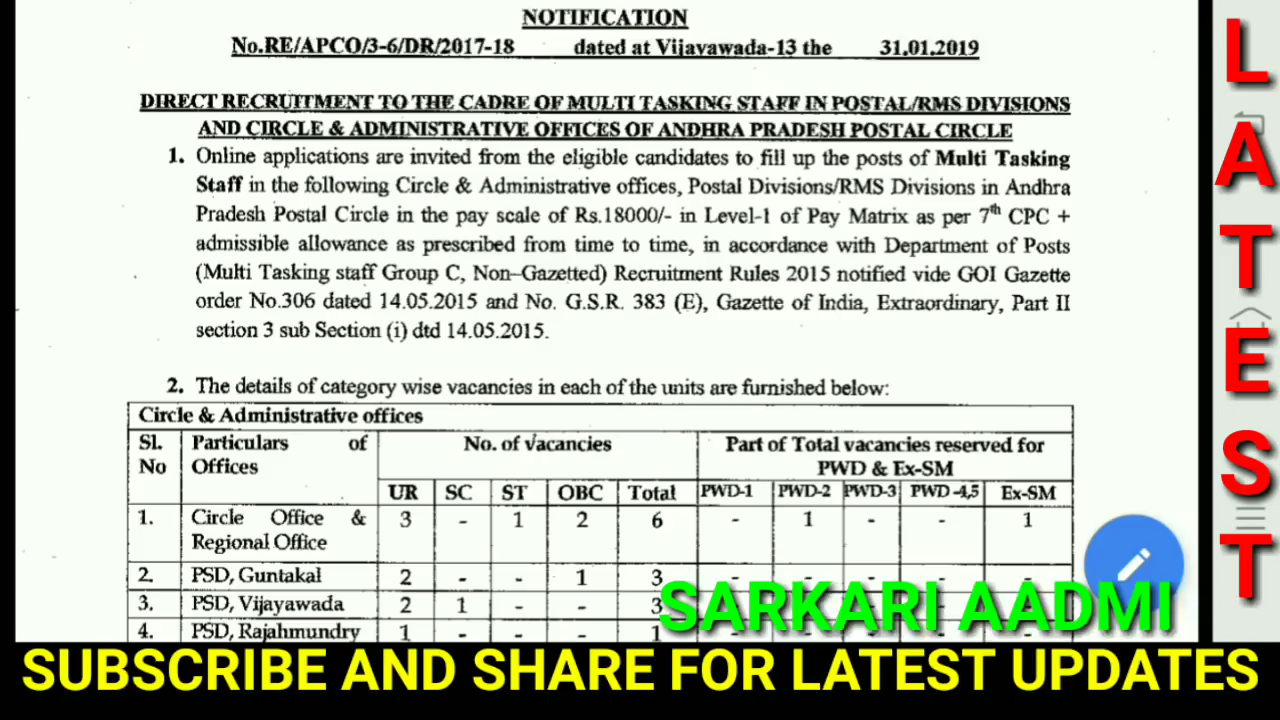 NOTIFICATION
No.RE/APCO/3-6/DR/2017-18 dated at Vijayawada-13 the 31.01.2019
DIRECT RECRUITMENT TO THE CADRE OF MULTI TASKING STAFF IN POSTAL/RMS DIVISIONS
AND CIRCLE & ADMINISTRATIVE OFFICES OF ANDHRA PRADESH POSTAL CIRCLE
1. Online applications are invited from the eligible candidates to fill up the posts of Multi Tasking
Staff in the following Circle & Administrative offices, Postal Divisions/RMS Divisions in Andhra
Pradesh Postal Circle in the pay scale of Rs.18000/- in Level-1 of Pay Matrix as per 7th CPC +
admissible allowance as prescribed from time to time, in accordance with Department of Posts
(Multi Tasking staff Group C, Non-Gazetted) Recruitment Rules 2015 notified vide GOI Gazette
order No.306 dated 14.05.2015 and No. G.S.R. 383 (E), Gazette of India, Extraordinary, Part II
section 3 sub Section (i) dtd 14.05.2015.
2. The details of category wise vacancies in each of the units are furnished below:
Circle & Administrative offices
Sl. Particulars of No. of vacancies Part of Total vacancies reserved for
No Offices PWD & Ex-SM
UR SC ST OBC Total PWD-1 PWD-2 PWD-3 PWD -4,5 Ex-SM
1. Circle Office & 3 - 1 2 6 - 1 - - 1
Regional Office
2. PSD, Guntakal 2 - - 1 3 - - - - -
3. PSD, Vijayawada 2 1 - - 3
4. PSD, Rajahmundry 1 - - - 1 - - - - -
SARKARI AADMI
SUBSCRIBE AND SHARE FOR LATEST UPDATES
LATEST